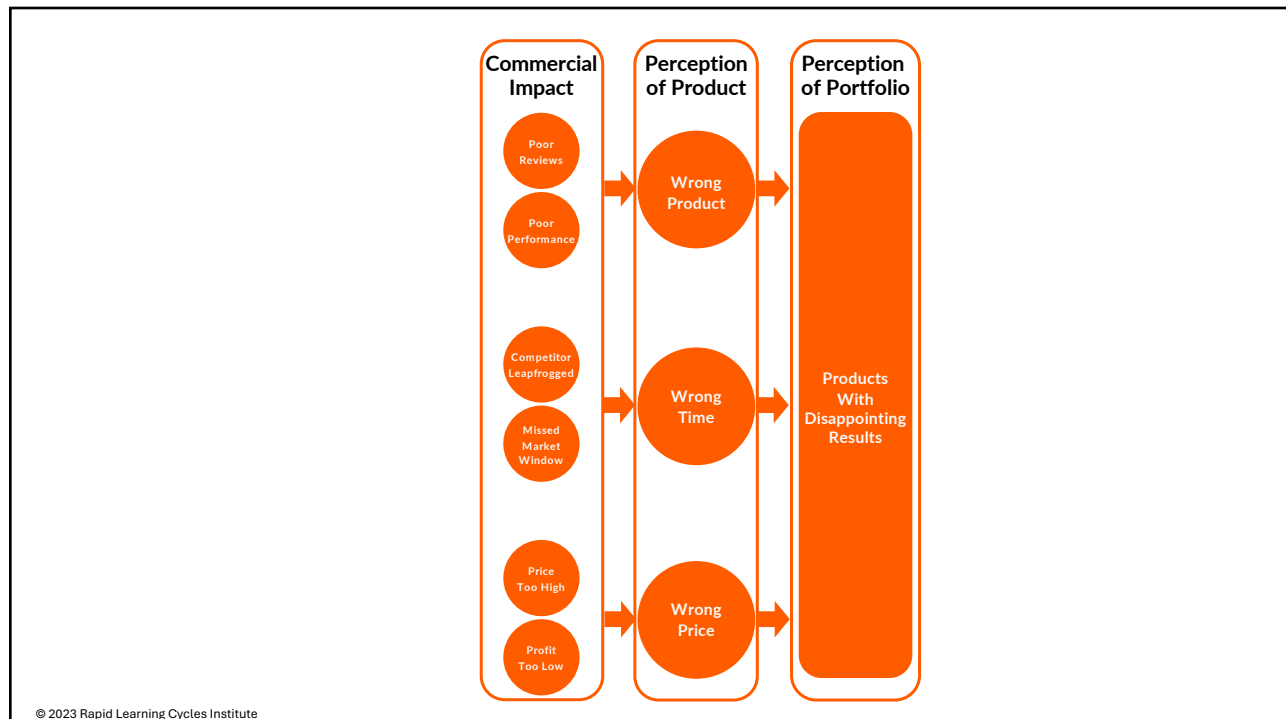 Commercial
Impact
Perception
of Product
Perception
of Portfolio
Poor
Reviews
Poor
Performance
Wrong
Product
Competitor
Leapfrogged
Missed
Market
Window
Wrong
Time
Products
With
Disappointing
Results
Price
Too High
Profit
Too Low
Wrong
Price
© 2023 Rapid Learning Cycles Institute